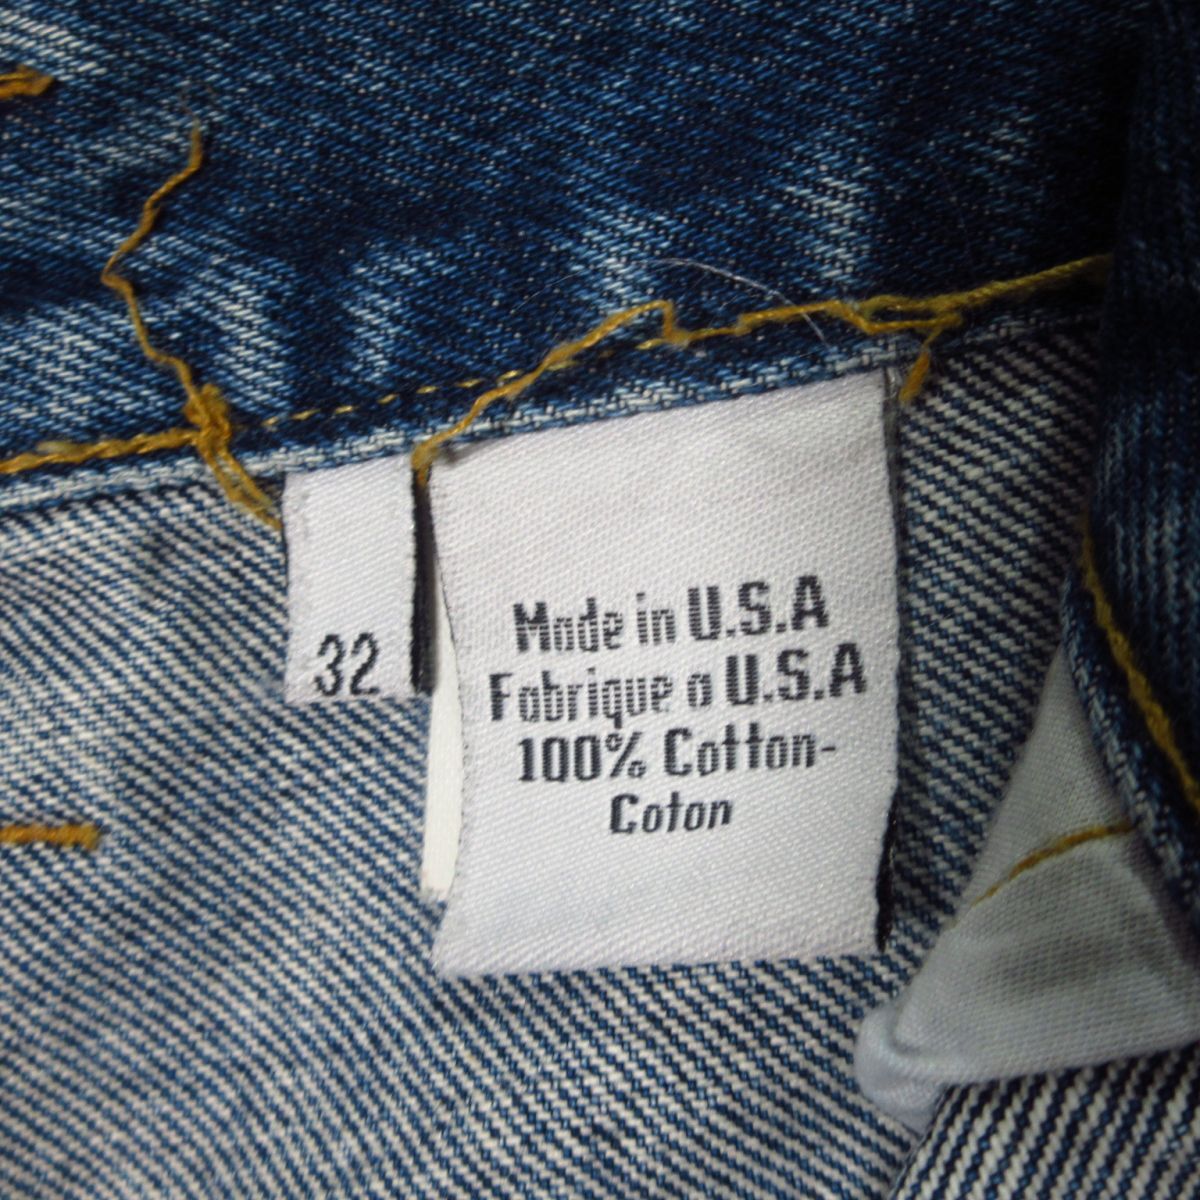 32
Made in U.S.A
Fabrique a U.S.A
100% Cotton-
Coton